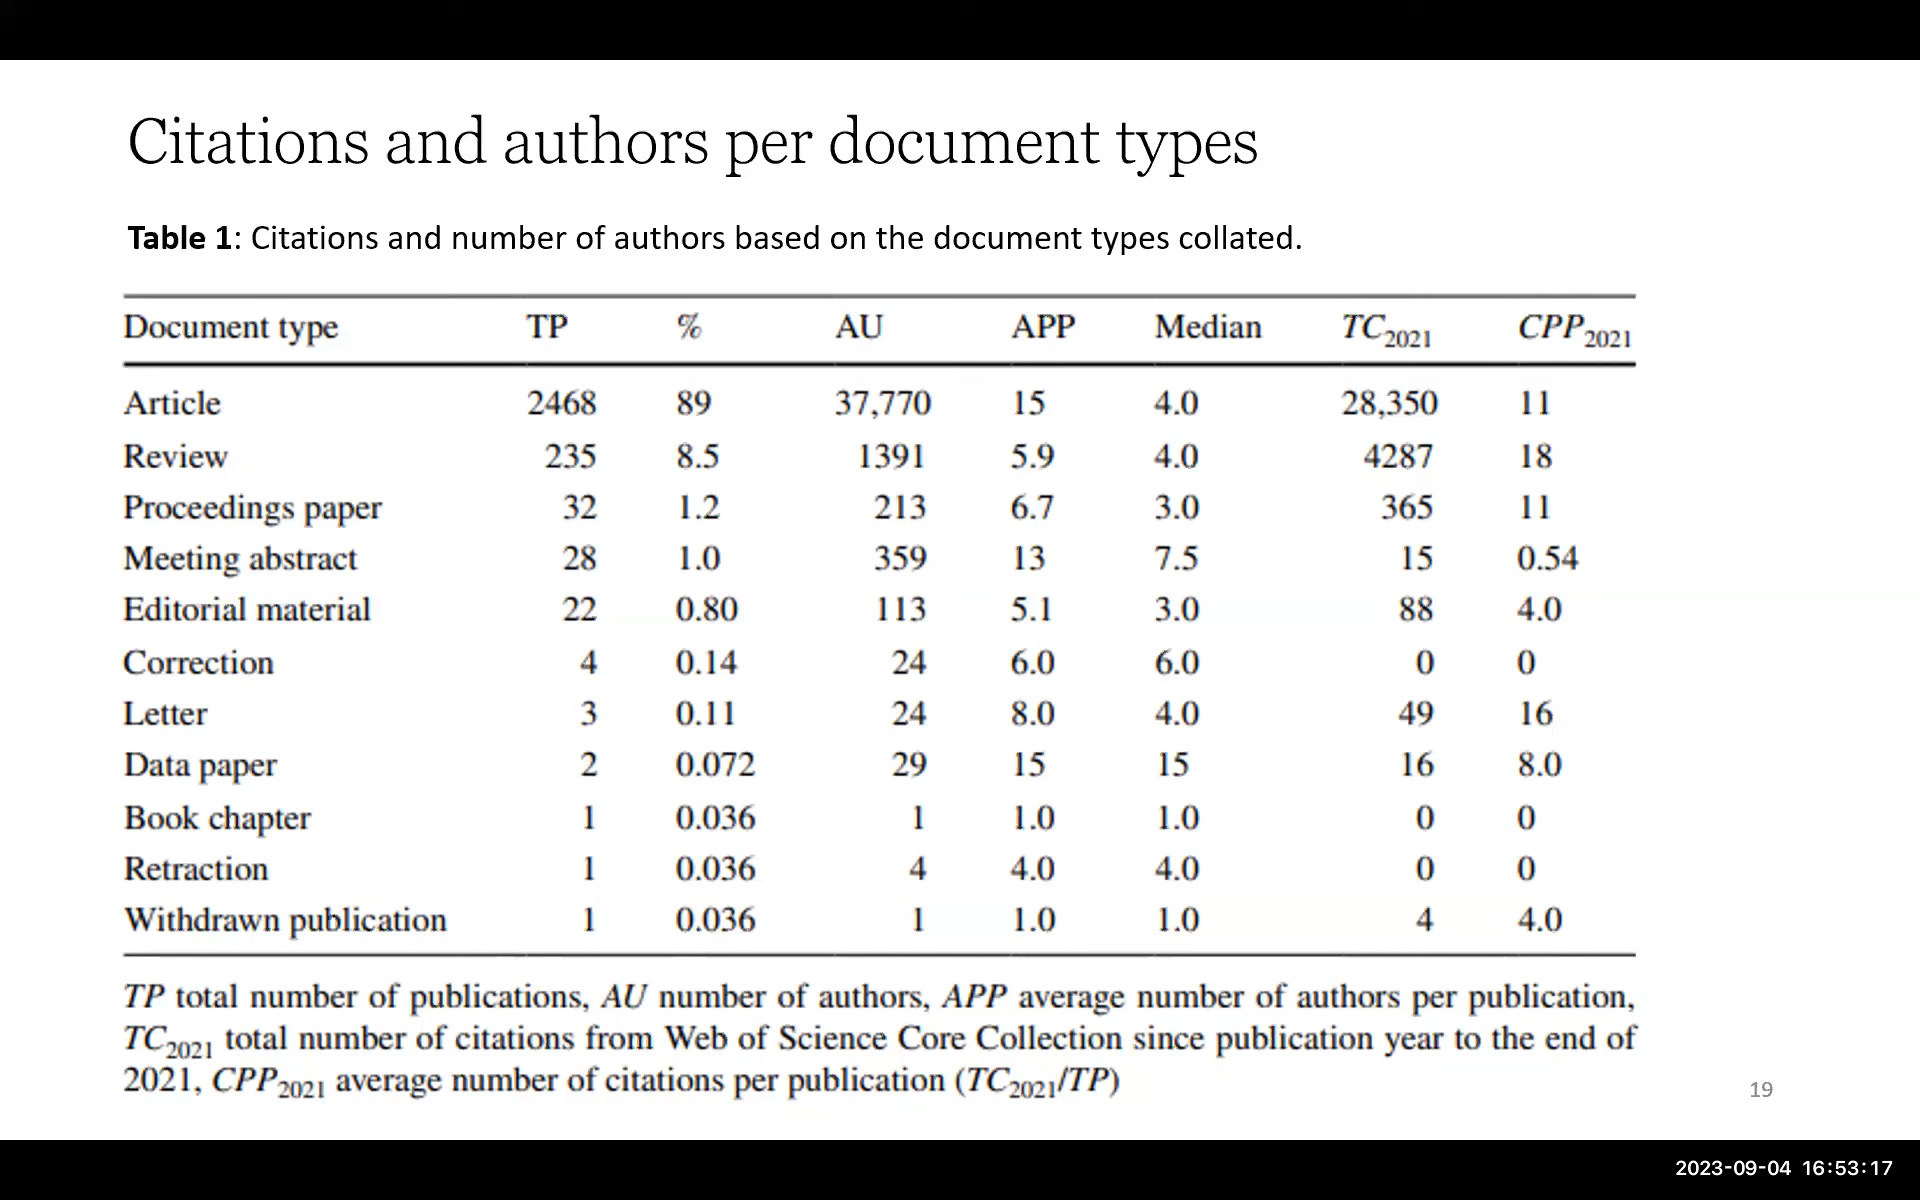 Citations and authors per document types
Table 1: Citations and number of authors based on the document types collated.
Document type TP % AU APP Median TC2021 CPP2021
Article 2468 89 37,770 15 4.0 28,350 11
Review 235 8.5 1391 5.9 4.0 4287 18
Proceedings paper 32 1.2 213 6.7 3.0 365 11
Meeting abstract 28 1.0 359 13 7.5 15 0.54
Editorial material 22 0.80 113 5.1 3.0 88 4.0
Correction 4 0.14 24 6.0 6.0 0 0
Letter 3 0.11 24 8.0 4.0 49 16
Data paper 2 0.072 29 15 15 16 8.0
Book chapter 1 0.036 1 1.0 1.0 0 0
Retraction 1 0.036 4 4.0 4.0 0 0
Withdrawn publication 1 0.036 1 1.0 1.0 4 4.0
TP total number of publications, AU number of authors, APP average number of authors per publication,
TC2021 total number of citations from Web of Science Core Collection since publication year to the end of
2021, CPP2021 average number of citations per publication (TC2021/TP)
19
2023-09-04 16:53:17